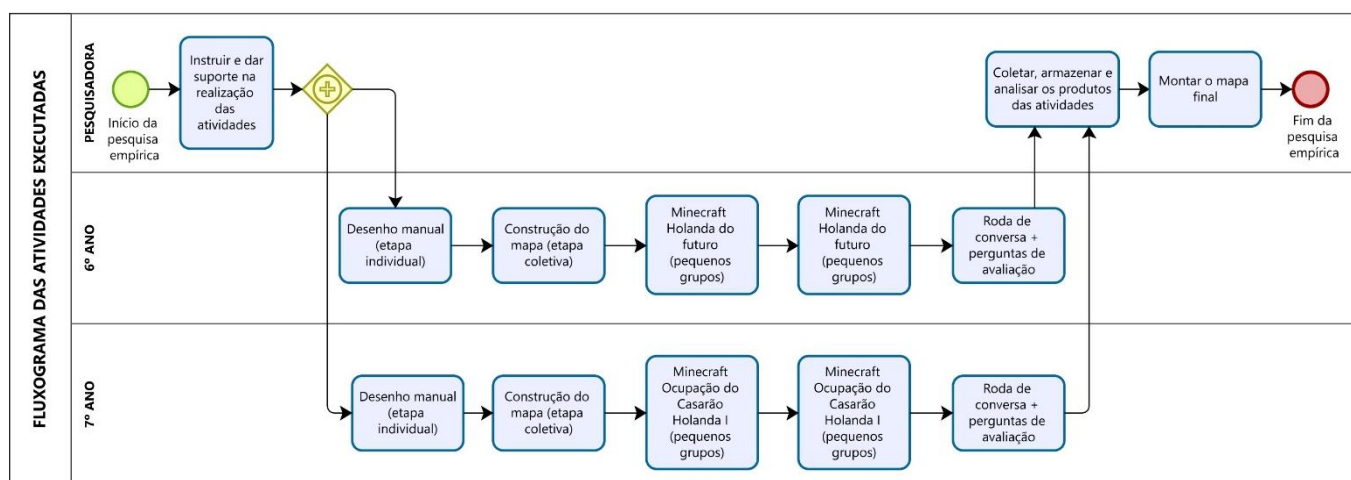 FLUXOGRAMA DAS ATIVIDADES EXECUTADAS
PESQUISADORA
Início da
pesquisa
empírica
Instruir e dar
suporte na
realização
das
atividades
Coletar, armazenar e
analisar os produtos
das atividades
Montar o mapa
final
Fim da
pesquisa
empírica
6º ANO
Desenho manual
(etapa
individual)
Construção do
mapa (etapa
coletiva)
Minecraft
Holanda do
futuro
(pequenos
grupos)
Minecraft
Holanda do
futuro
(pequenos
grupos)
Roda de
conversa +
perguntas de
avaliação
7º ANO
Desenho manual
(etapa
individual)
Construção do
mapa (etapa
coletiva)
Minecraft
Ocupação do
Casarão
Holanda I
(pequenos
grupos)
Minecraft
Ocupação do
Casarão
Holanda I
(pequenos
grupos)
Roda de
conversa +
perguntas de
avaliação